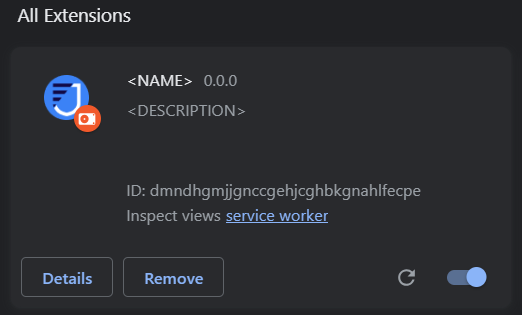 All Extensions
<NAME> 0.0.0
<DESCRIPTION>
ID: dmndhgmjjgnccgehjcghbkgnahlfecpe
Inspect views service worker
Details Remove